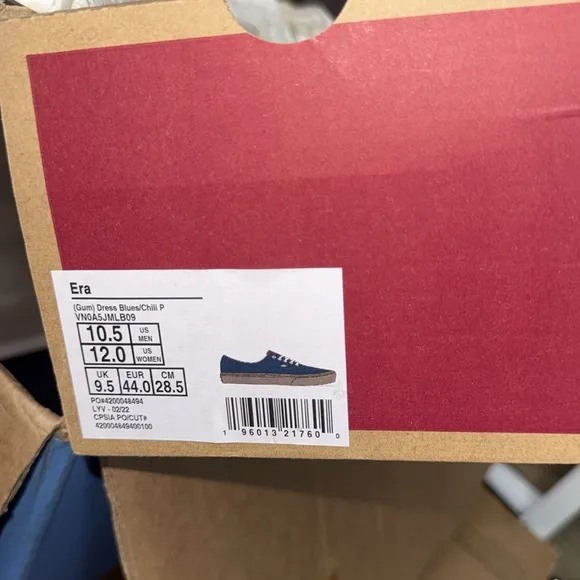 Era
(Gum) Dress Blues/Chili P
VN0A5JMLB09
10.5 US MEN
12.0 US WOMEN
UK EUR CM
9.5 44.0 28.5
PO#4200048494
LYV - 02/22
CPSIA PO/CUT#
420004849400100
1 96013 21760 0